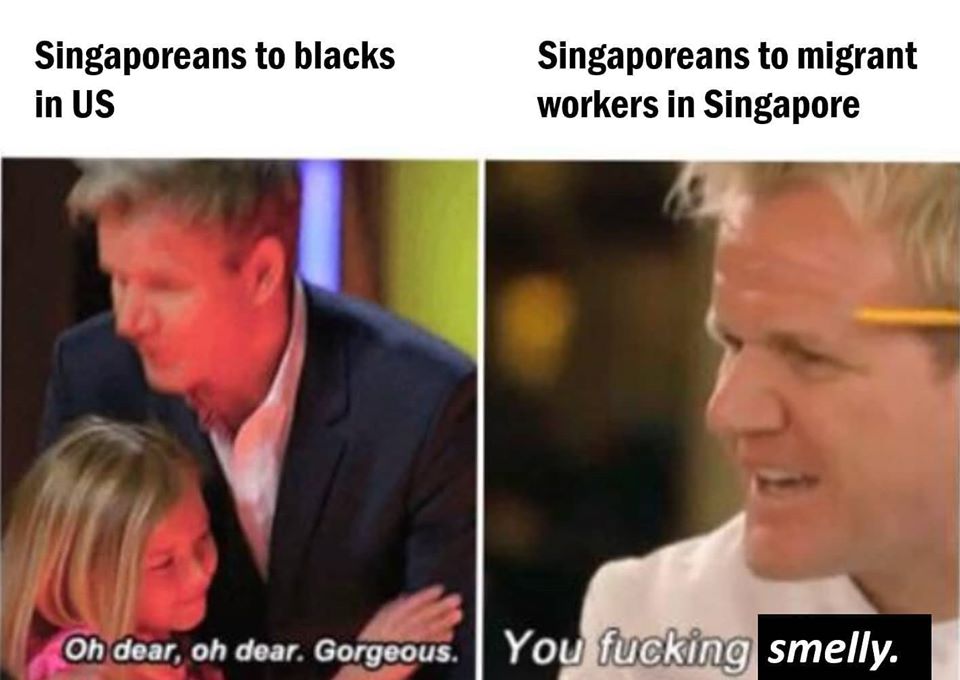 Singaporeans to blacks
in US
Singaporeans to migrant
workers in Singapore
Oh dear, oh dear. Gorgeous.
You fucking smelly.